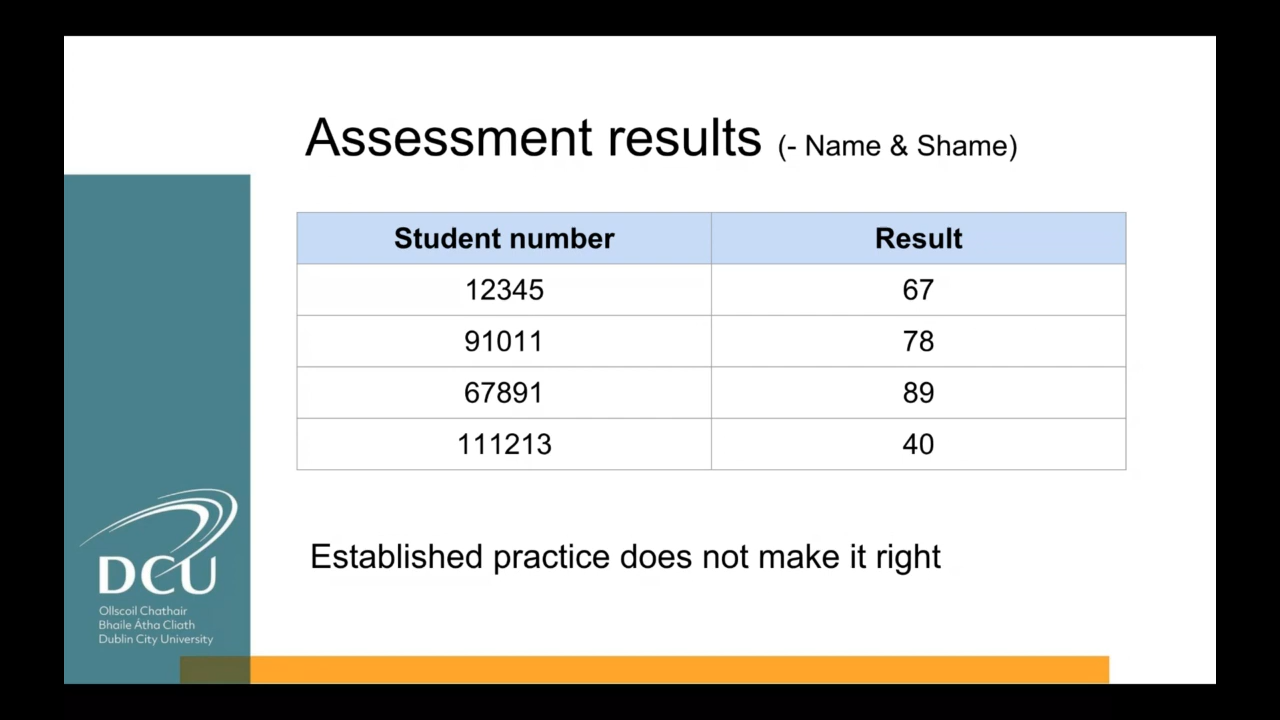 Assessment results (- Name & Shame)
Student number Result
12345 67
91011 78
67891 89
111213 40
Established practice does not make it right
DCU
Ollscoil Chathair
Bhaile Átha Cliath
Dublin City University